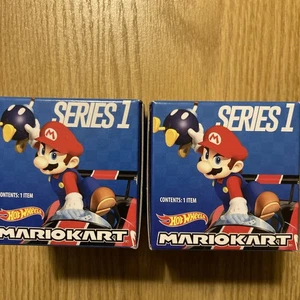 SERIES 1
CONTENTS: 1 ITEM
HOT WHEELS
MARIOKART
SERIES 1
CONTENTS: 1 ITEM
HOT WHEELS
MARIOKART